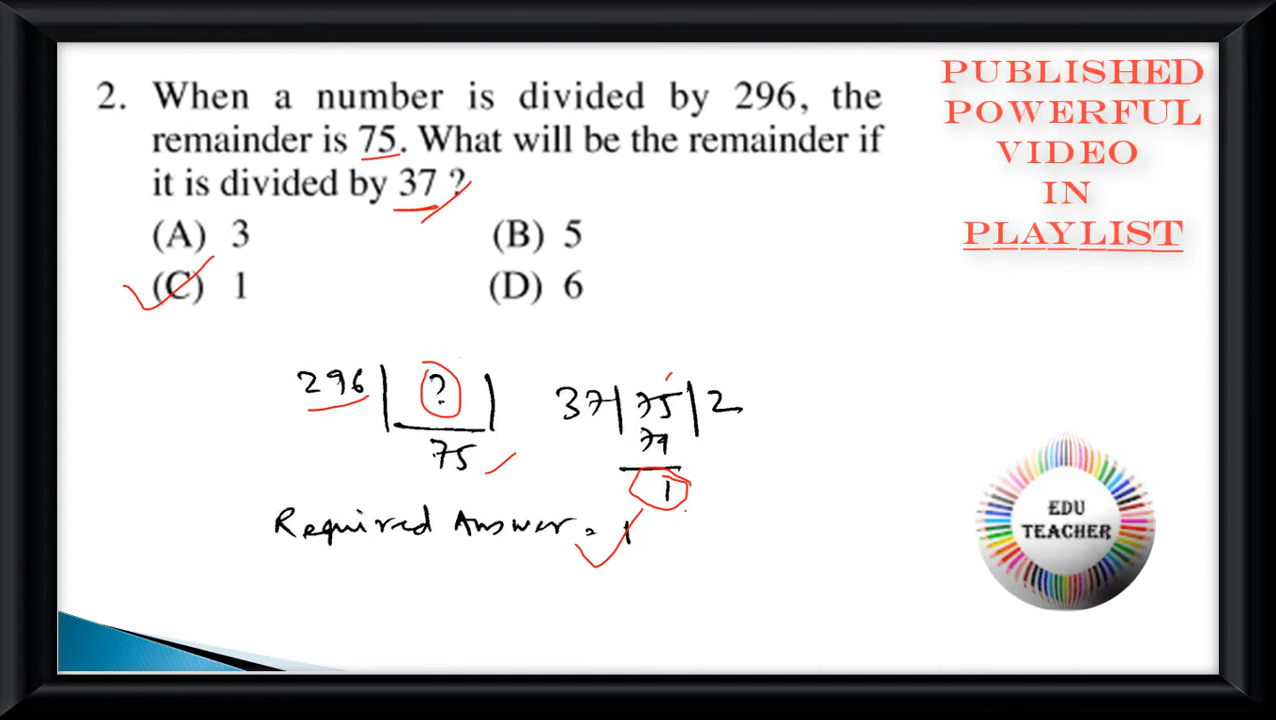 2. When a number is divided by 296, the
remainder is 75. What will be the remainder if
it is divided by 37 ?
(A) 3 (B) 5
(C) 1 (D) 6
PUBLISHED
POWERFUL
VIDEO
IN
PLAYLIST
296 | ? |
75
37 | 75 | 2
74
1
Required Answer = 1
EDU
TEACHER